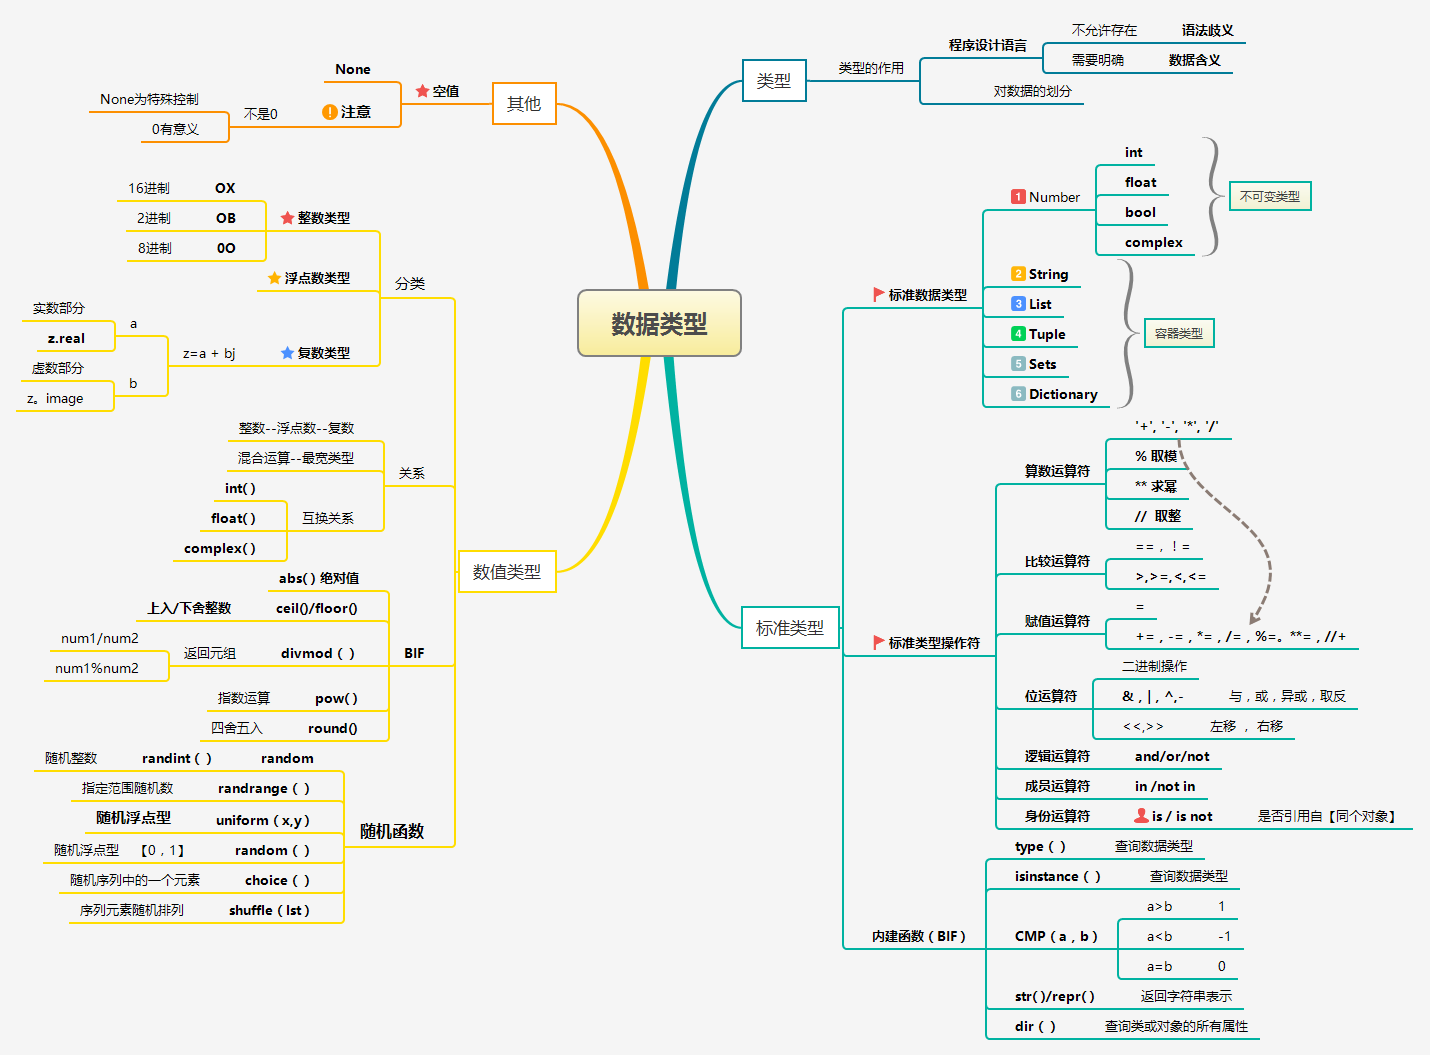 数据类型
类型
类型的作用
程序设计语言
不允许存在 语法歧义
需要明确 数据含义
对数据的划分
标准类型
标准数据类型
1 Number
int
float
bool
complex
不可变类型
2 String
3 List
4 Tuple
5 Sets
6 Dictionary
容器类型
标准类型操作符
算数运算符
'+', '-', '*', '/'
% 取模
** 求幂
// 取整
比较运算符
== , ! =
>,>=,<,<=
赋值运算符
=
+= , -= , *= , /= , %=。**= , //+
位运算符
二进制操作
& , | , ^,- 与，或，异或，取反
<<,>> 左移 ， 右移
逻辑运算符 and/or/not
成员运算符 in /not in
身份运算符 is / is not 是否引用自【同个对象】
内建函数（BIF）
type（ ） 查询数据类型
isinstance（ ） 查询数据类型
CMP（a，b）
a>b 1
a<b -1
a=b 0
str( )/repr( ) 返回字符串表示
dir（ ） 查询类或对象的所有属性
其他
空值
None
! 注意
不是0
None为特殊控制
0有意义
数值类型
分类
整数类型
16进制 OX
2进制 OB
8进制 0O
浮点数类型
复数类型
z=a + bj
a
实数部分
z.real
b
虚数部分
z。image
关系
整数--浮点数--复数
混合运算--最宽类型
互换关系
int( )
float( )
complex( )
BIF
abs( ) 绝对值
上入/下舍整数 ceil()/floor()
返回元组 divmod（ ）
num1/num2
num1%num2
指数运算 pow( )
四舍五入 round()
随机函数
随机整数 randint（ ） random
指定范围随机数 randrange（ ）
随机浮点型 uniform（x,y）
随机浮点型 【0，1】 random（ ）
随机序列中的一个元素 choice（ ）
序列元素随机排列 shuffle（lst）